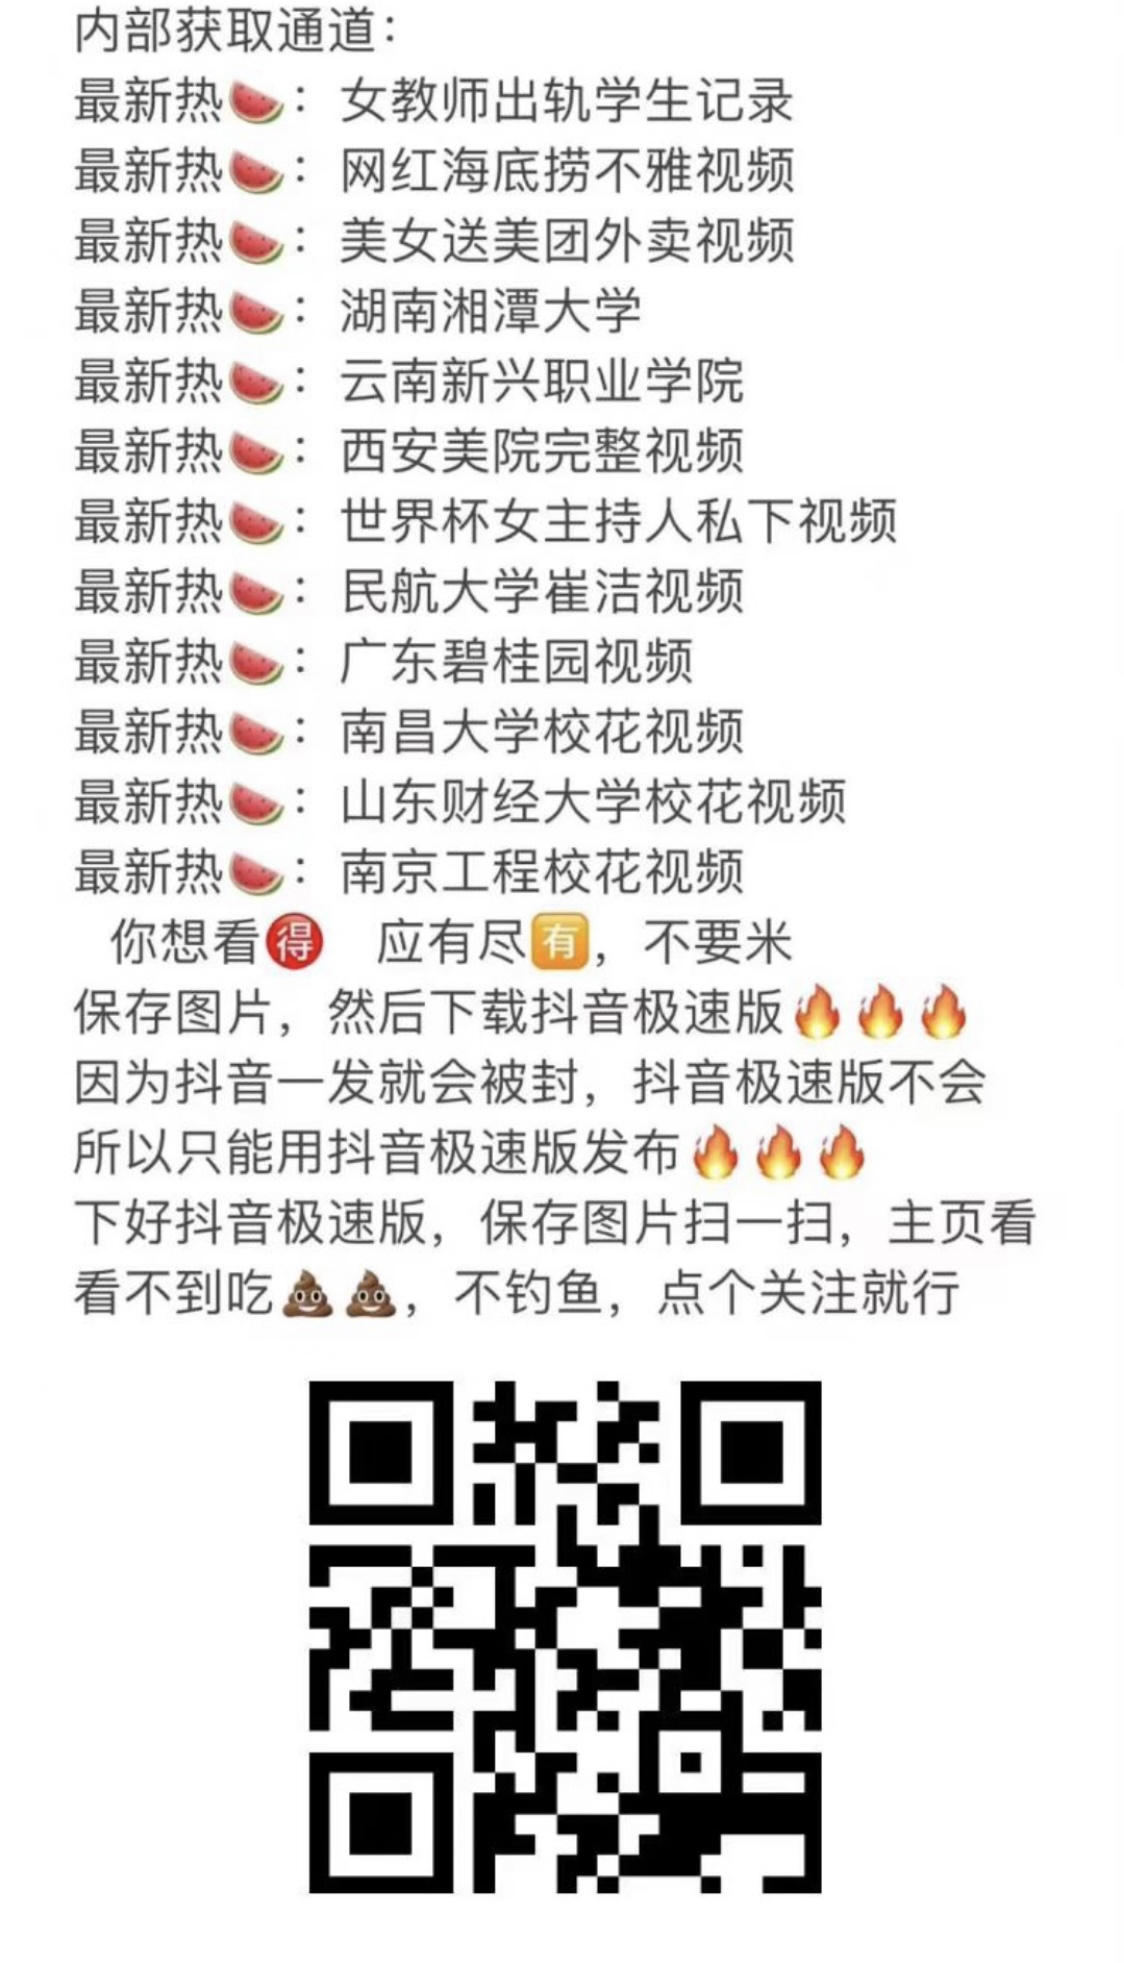 内部获取通道：
最新热🍉：女教师出轨学生记录
最新热🍉：网红海底捞不雅视频
最新热🍉：美女送美团外卖视频
最新热🍉：湖南湘潭大学
最新热🍉：云南新兴职业学院
最新热🍉：西安美院完整视频
最新热🍉：世界杯女主持人私下视频
最新热🍉：民航大学崔洁视频
最新热🍉：广东碧桂园视频
最新热🍉：南昌大学校花视频
最新热🍉：山东财经大学校花视频
最新热🍉：南京工程校花视频
你想看🉐 应有尽🈶，不要米
保存图片，然后下载抖音极速版🔥🔥🔥
因为抖音一发就会被封，抖音极速版不会
所以只能用抖音极速版发布🔥🔥🔥
下好抖音极速版，保存图片扫一扫，主页看
看不到吃💩💩，不钓鱼，点个关注就行